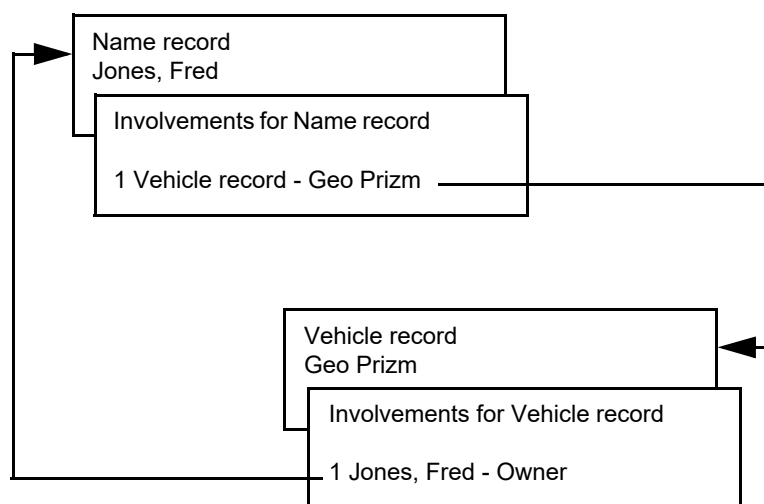 Name record
Jones, Fred
Involvements for Name record
1 Vehicle record - Geo Prizm
Vehicle record
Geo Prizm
Involvements for Vehicle record
1 Jones, Fred - Owner